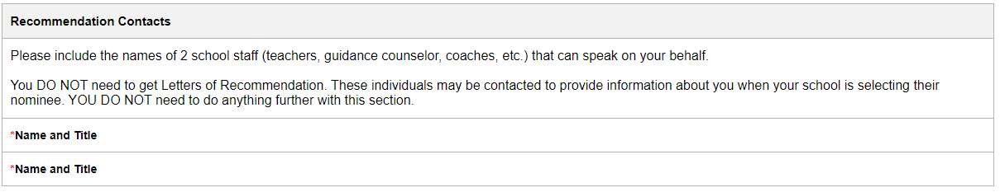 Recommendation Contacts
Please include the names of 2 school staff (teachers, guidance counselor, coaches, etc.) that can speak on your behalf.
You DO NOT need to get Letters of Recommendation. These individuals may be contacted to provide information about you when your school is selecting their
nominee. YOU DO NOT need to do anything further with this section.
*Name and Title
*Name and Title